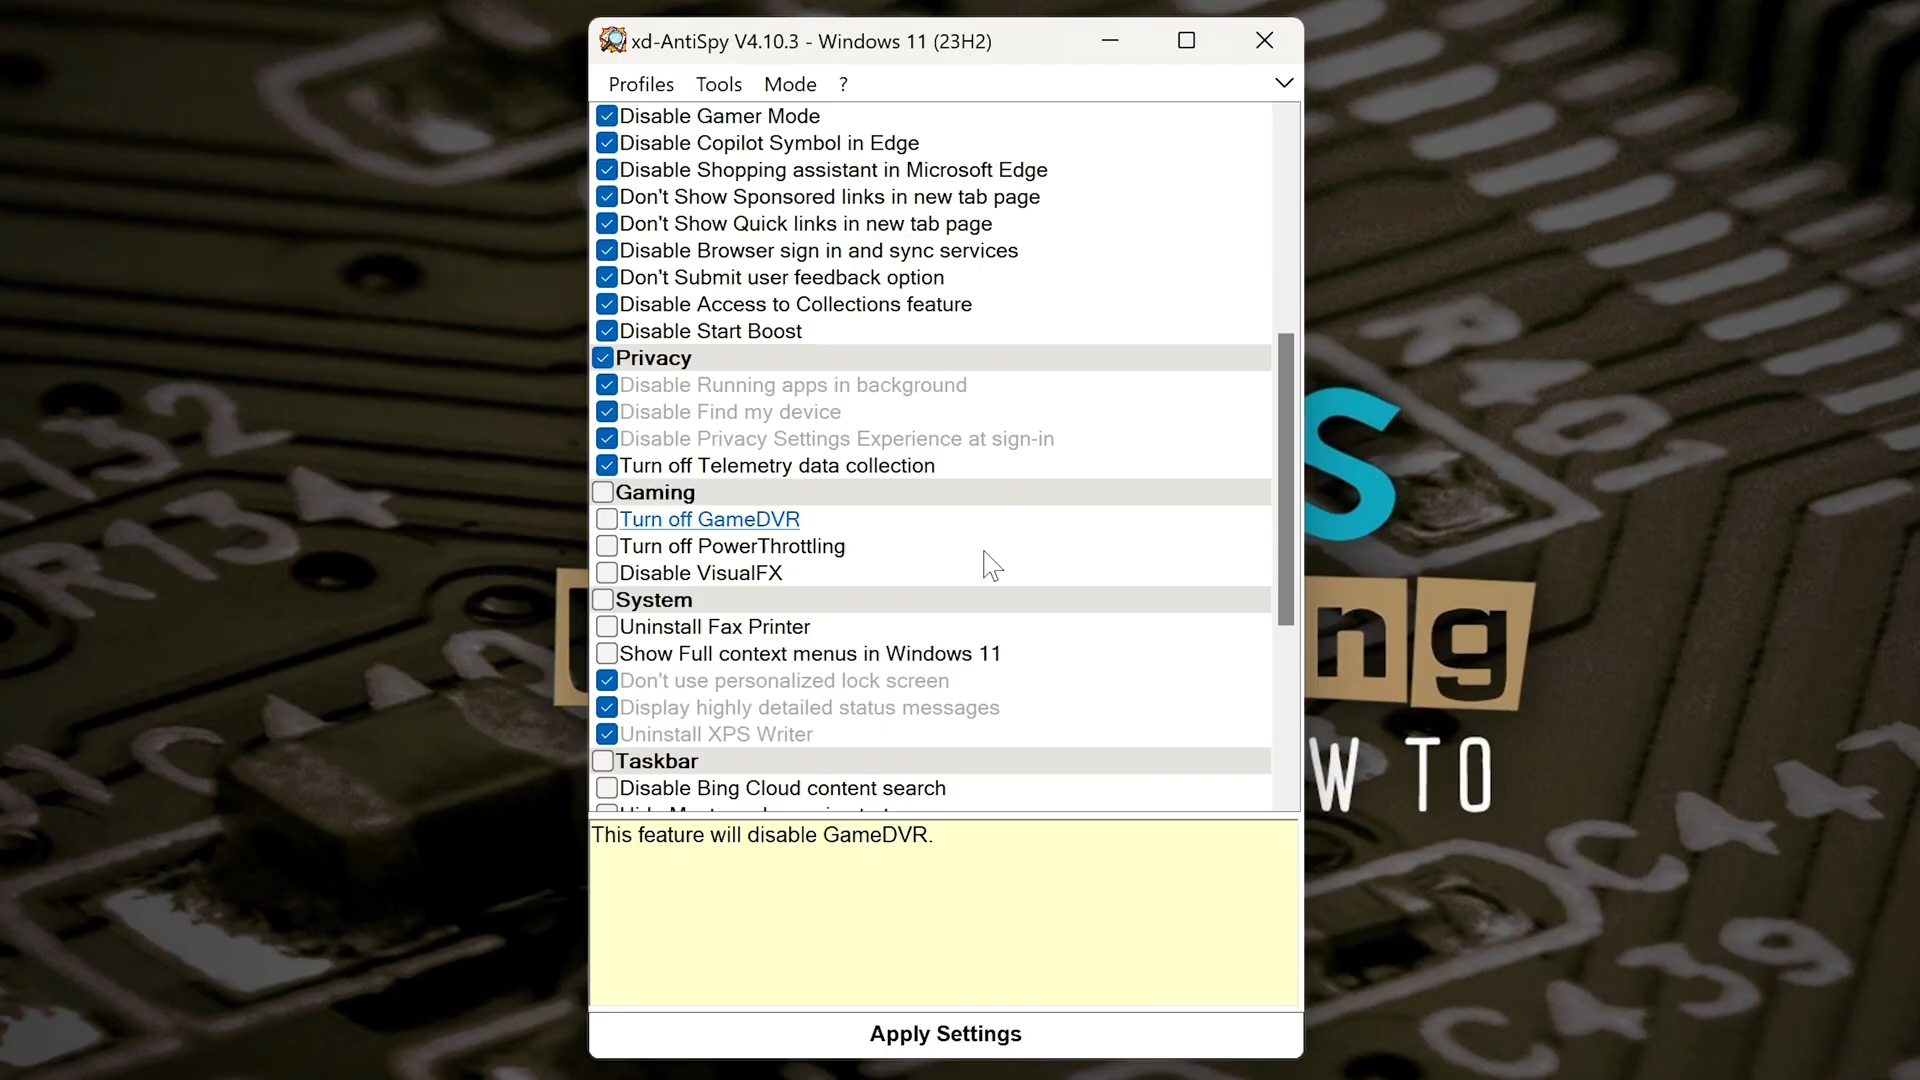 xd-AntiSpy V4.10.3 - Windows 11 (23H2)
Profiles Tools Mode ?
Disable Gamer Mode
Disable Copilot Symbol in Edge
Disable Shopping assistant in Microsoft Edge
Don't Show Sponsored links in new tab page
Don't Show Quick links in new tab page
Disable Browser sign in and sync services
Don't Submit user feedback option
Disable Access to Collections feature
Disable Start Boost
Privacy
Disable Running apps in background
Disable Find my device
Disable Privacy Settings Experience at sign-in
Turn off Telemetry data collection
Gaming
Turn off GameDVR
Turn off PowerThrottling
Disable VisualFX
System
Uninstall Fax Printer
Show Full context menus in Windows 11
Don't use personalized lock screen
Display highly detailed status messages
Uninstall XPS Writer
Taskbar
Disable Bing Cloud content search
This feature will disable GameDVR.
Apply Settings
R134
R401
S
ng
W TO
C439